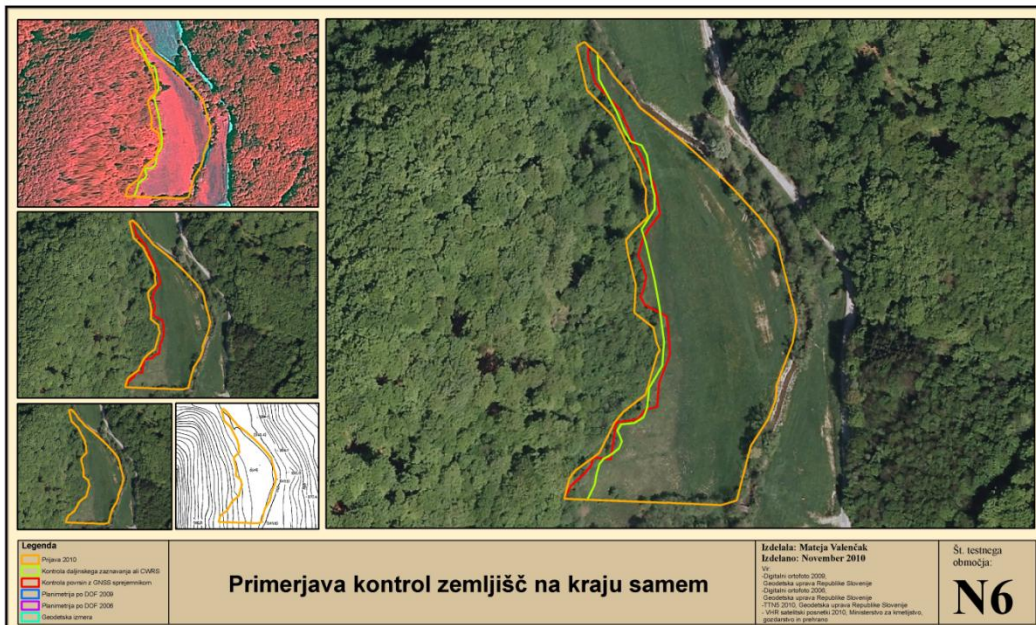 Legenda
Prijava 2010
Kontrola daljinskega zaznavanja ali CWRS
Kontrola površin z GNSS sprejemnikom
Planimetrija po DOF 2009
Planimetrija po DOF 2006
Geodetska izmera
Primerjava kontrol zemljišč na kraju samem
Izdelala: Mateja Valenčak
Izdelano: November 2010
Vir:
-Digitalni ortofoto 2009,
Geodetska uprava Republike Slovenije
-Digitalni ortofoto 2006,
Geodetska uprava Republike Slovenije
-TTN5 2010, Geodetska uprava Republike Slovenije
- VHR satelitski posnetki 2010, Ministerstvo za kmetijstvo,
gozdarstvo in prehrano
Št. testnega
območja:
N6